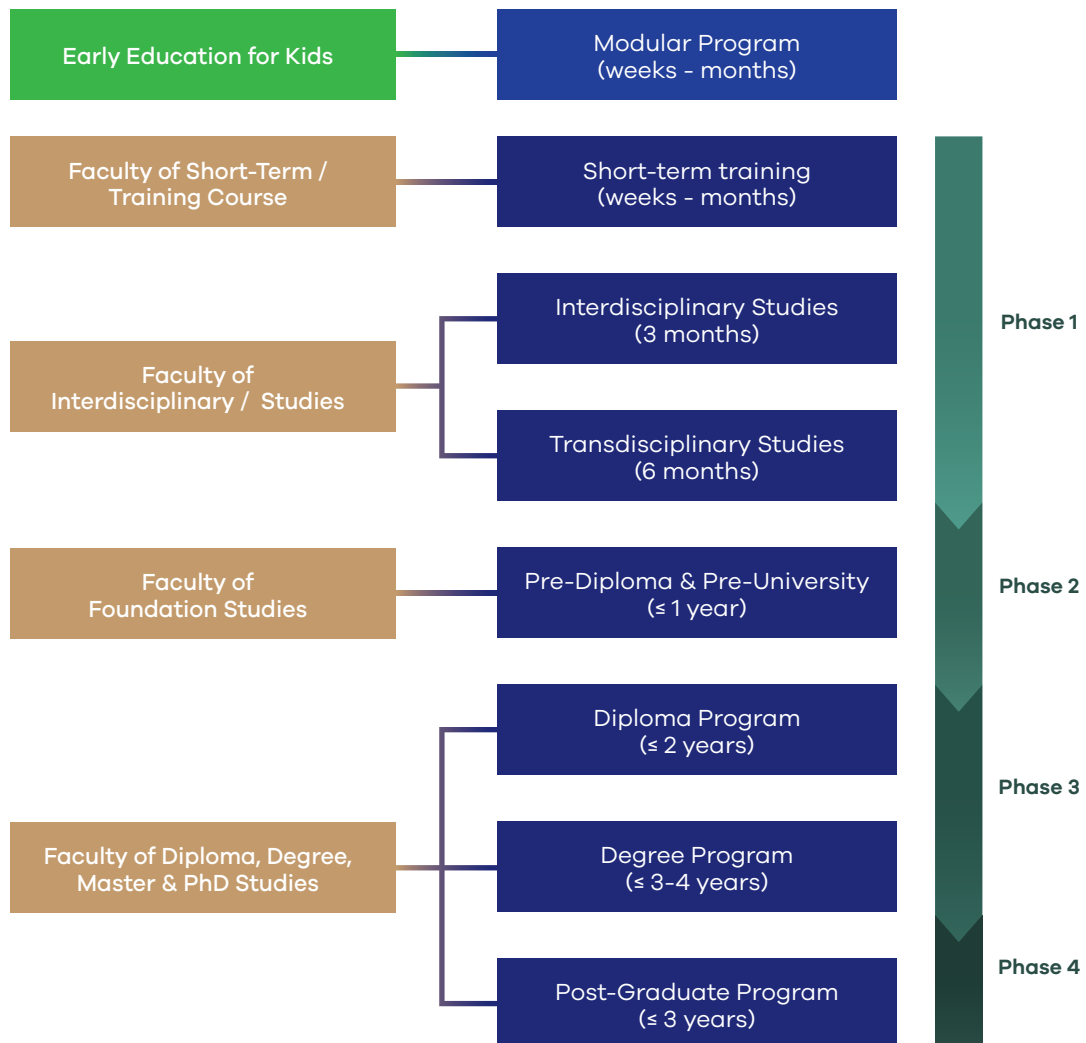 Early Education for Kids
Modular Program
(weeks - months)
Faculty of Short-Term /
Training Course
Short-term training
(weeks - months)
Faculty of
Interdisciplinary /  Studies
Interdisciplinary Studies
(3 months)
Transdisciplinary Studies
(6 months)
Phase 1
Faculty of
Foundation Studies
Pre-Diploma & Pre-University
(≤ 1 year)
Phase 2
Faculty of Diploma, Degree,
Master & PhD Studies
Diploma Program
(≤ 2 years)
Degree Program
(≤ 3-4 years)
Post-Graduate Program
(≤ 3 years)
Phase 3
Phase 4